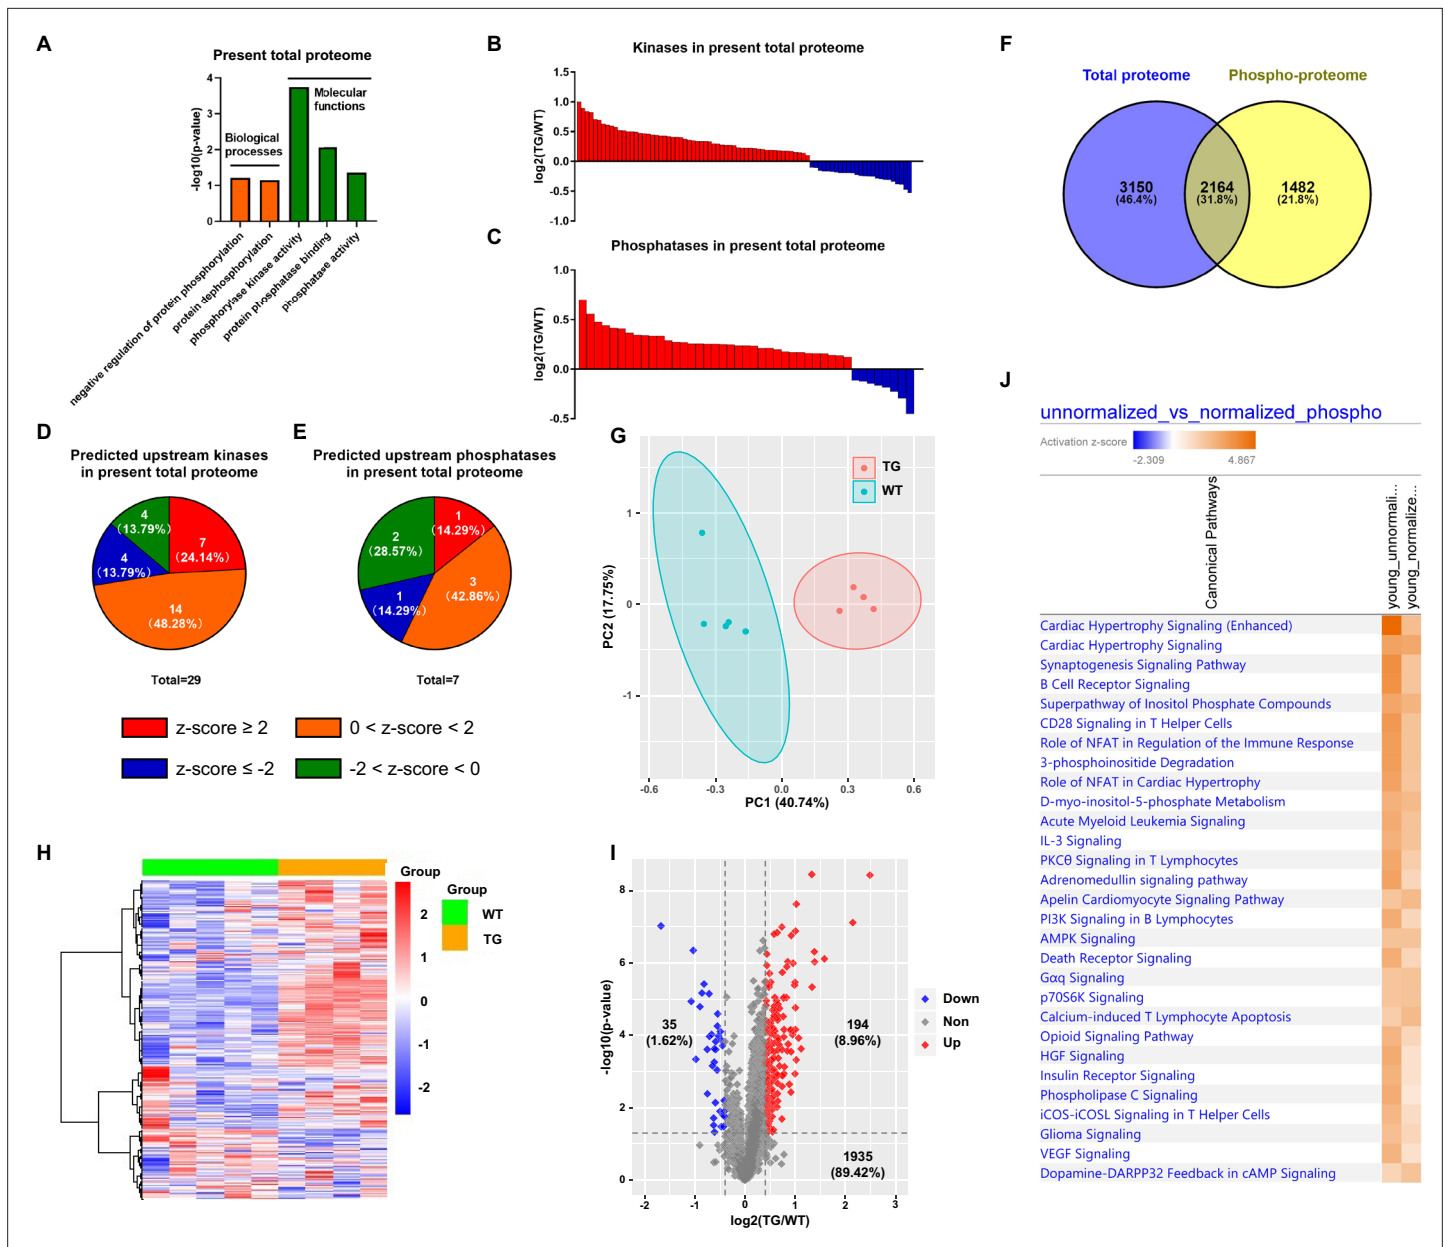 A
Present total proteome
-log10(p-value)
4
3
2
1
0
Biological
processes
Molecular
functions
negative regulation of protein phosphorylation
protein dephosphorylation
phosphorylase kinase activity
protein phosphatase binding
phosphatase activity
B
Kinases in present total proteome
log2(TG/WT)
1.5
1.0
0.5
0.0
-0.5
-1.0
C
Phosphatases in present total proteome
log2(TG/WT)
1.0
0.5
0.0
-0.5
D
Predicted upstream kinases
in present total proteome
4
(13.79%)
7
(24.14%)
4
(13.79%)
14
(48.28%)
Total=29
E
Predicted upstream phosphatases
in present total proteome
1
(14.29%)
2
(28.57%)
3
(42.86%)
1
(14.29%)
Total=7
z-score ≥ 2
0 < z-score < 2
z-score ≤ -2
-2 < z-score < 0
F
Total proteome
Phospho-proteome
3150
(46.4%)
2164
(31.8%)
1482
(21.8%)
G
TG
WT
PC2 (17.75%)
1
0
-1
-0.6
-0.3
0.0
0.3
0.6
PC1 (40.74%)
H
Group
2
1
0
-1
-2
Group
WT
TG
I
-log10(p-value)
8
6
4
2
0
35
(1.62%)
194
(8.96%)
1935
(89.42%)
-2
-1
0
1
2
3
log2(TG/WT)
Down
Non
Up
J
unnormalized_vs_normalized_phospho
Activation z-score
-2.309
4.867
Canonical Pathways
young_unnormali...
young_normalize...
Cardiac Hypertrophy Signaling (Enhanced)
Cardiac Hypertrophy Signaling
Synaptogenesis Signaling Pathway
B Cell Receptor Signaling
Superpathway of Inositol Phosphate Compounds
CD28 Signaling in T Helper Cells
Role of NFAT in Regulation of the Immune Response
3-phosphoinositide Degradation
Role of NFAT in Cardiac Hypertrophy
D-myo-inositol-5-phosphate Metabolism
Acute Myeloid Leukemia Signaling
IL-3 Signaling
PKCθ Signaling in T Lymphocytes
Adrenomedullin signaling pathway
Apelin Cardiomyocyte Signaling Pathway
PI3K Signaling in B Lymphocytes
AMPK Signaling
Death Receptor Signaling
Gαq Signaling
p70S6K Signaling
Calcium-induced T Lymphocyte Apoptosis
Opioid Signaling Pathway
HGF Signaling
Insulin Receptor Signaling
Phospholipase C Signaling
iCOS-iCOSL Signaling in T Helper Cells
Glioma Signaling
VEGF Signaling
Dopamine-DARPP32 Feedback in cAMP Signaling